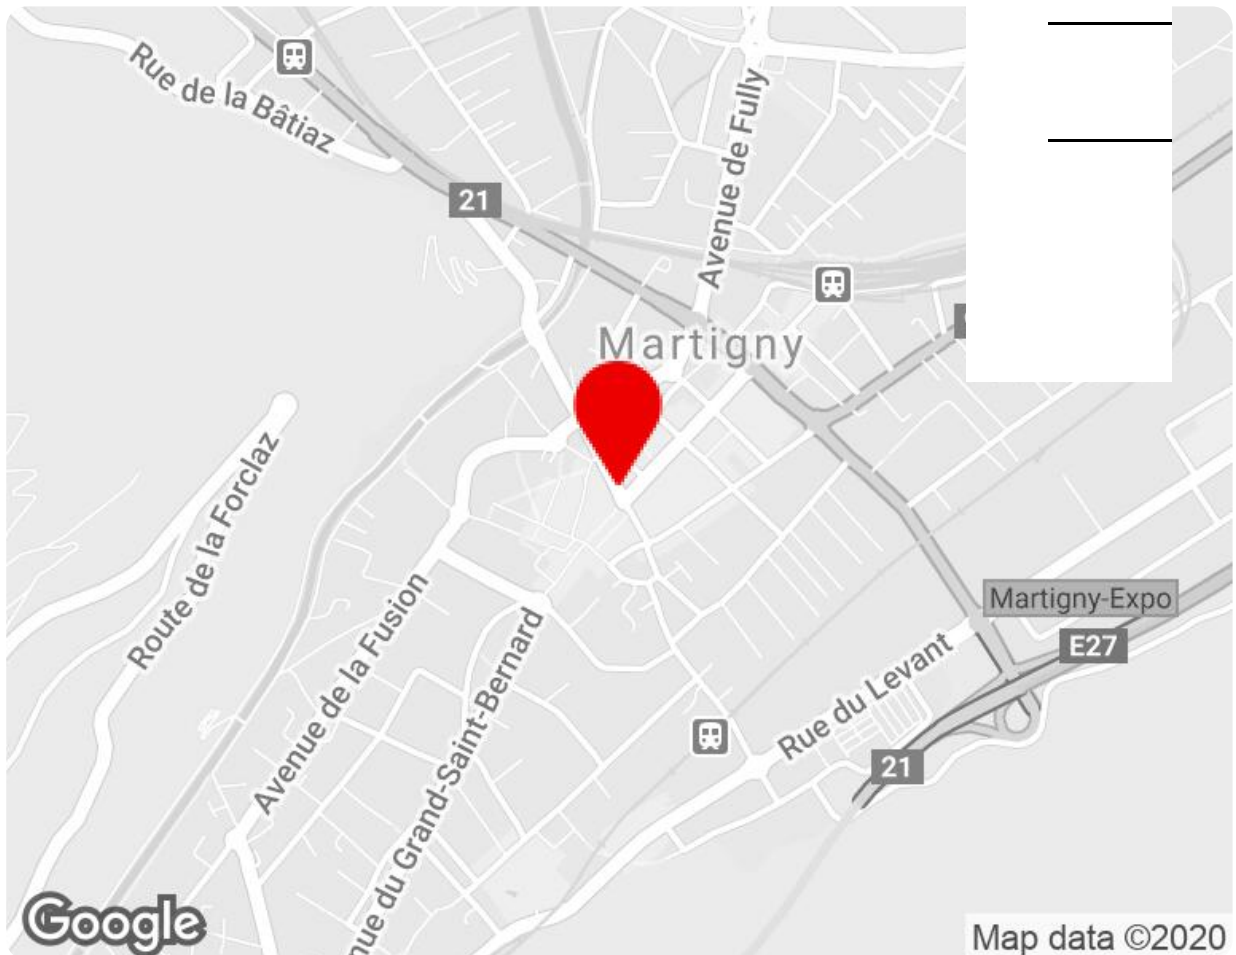 Rue de la Bâtiaz
Avenue de Fully
21
Martigny
Route de la Forclaz
Avenue de la Fusion
nue du Grand-Saint-Bernard
Martigny-Expo
E27
Rue du Levant
21
Google
Map data ©2020